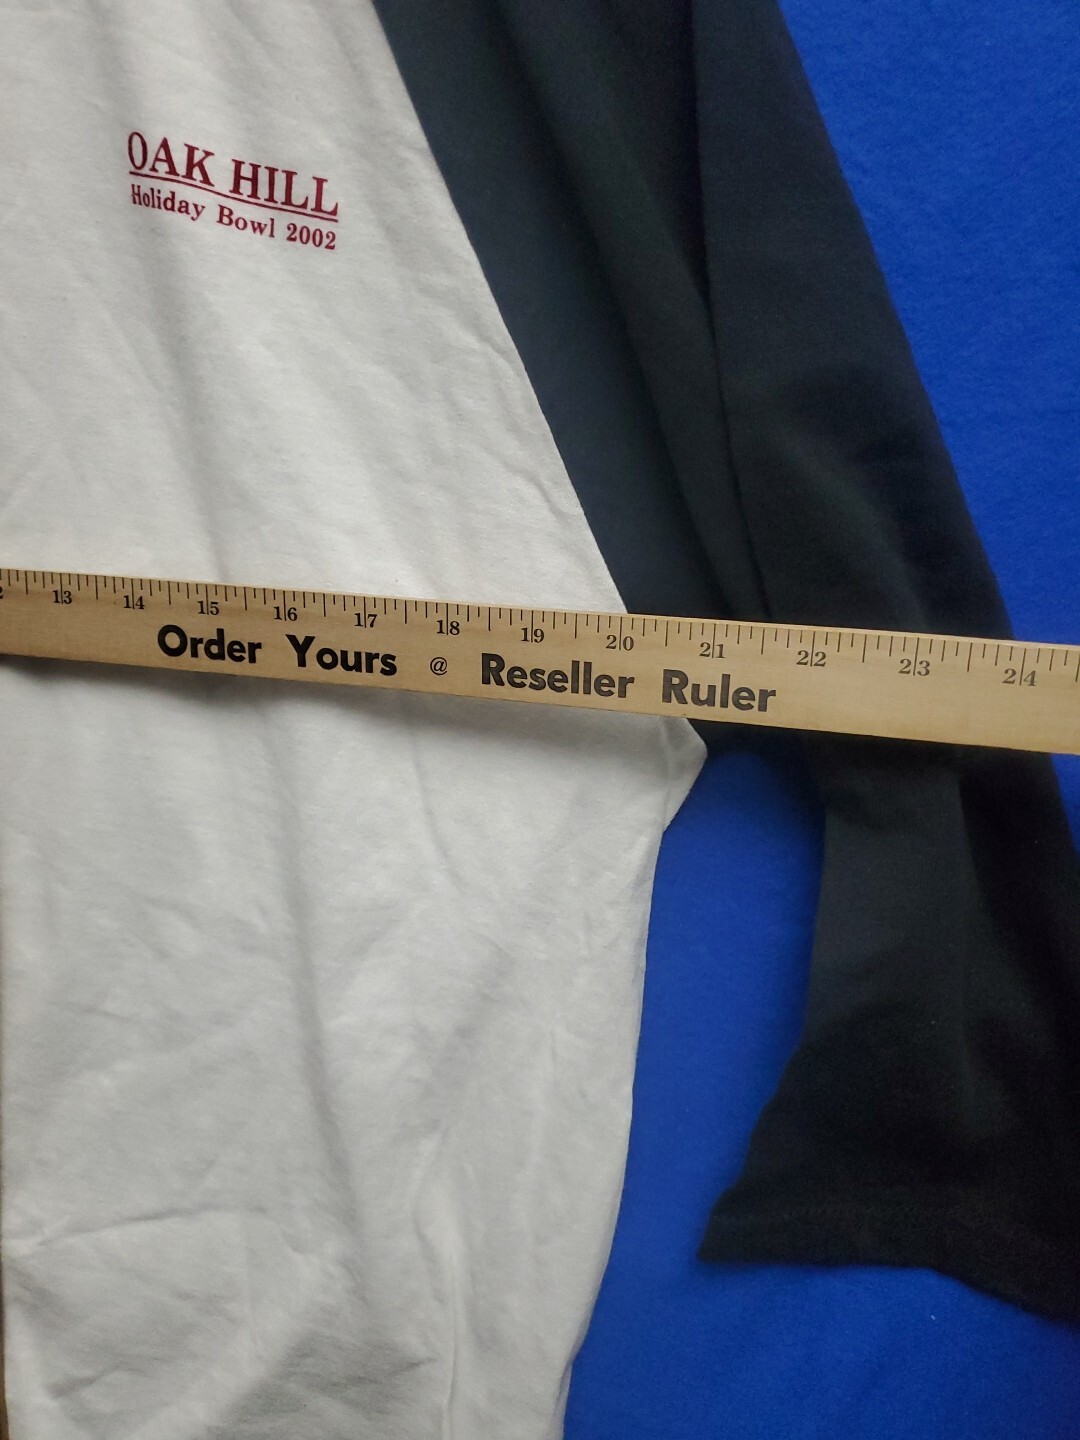 OAK HILL
Holiday Bowl 2002
13 14 15 16 17 18 19 20 21 22 23 24
Order Yours @ Reseller Ruler